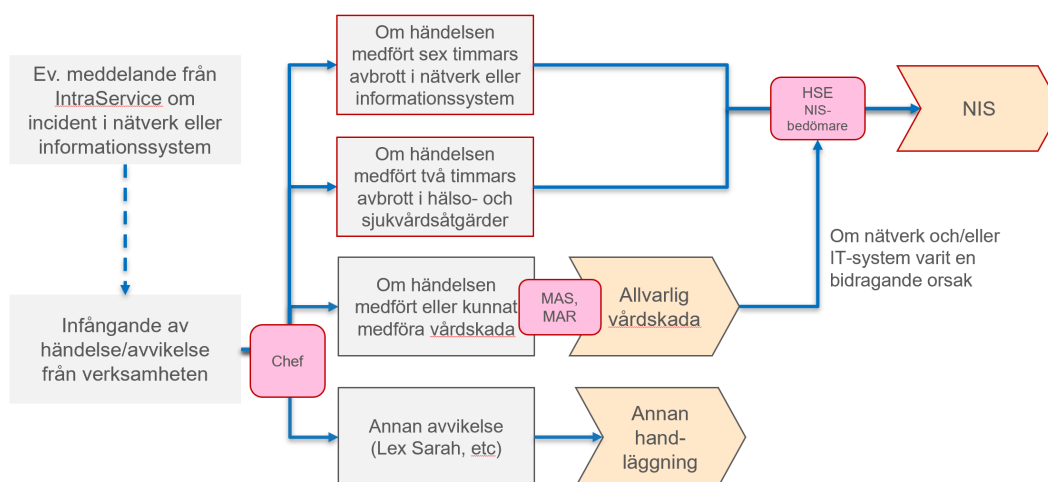 Ev. meddelande från
IntraService om
incident i nätverk eller
informationssystem
Infångande av
händelse/avvikelse
från verksamheten
Chef
Om händelsen
medfört sex timmars
avbrott i nätverk eller
informationssystem
Om händelsen
medfört två timmars
avbrott i hälso- och
sjukvårdsåtgärder
Om händelsen
medfört eller kunnat
medföra vårdskada
MAS,
MAR
Allvarlig
vårdskada
Annan avvikelse
(Lex Sarah, etc)
Annan
hand-
läggning
HSE
NIS-
bedömare
NIS
Om nätverk och/eller
IT-system varit en
bidragande orsak